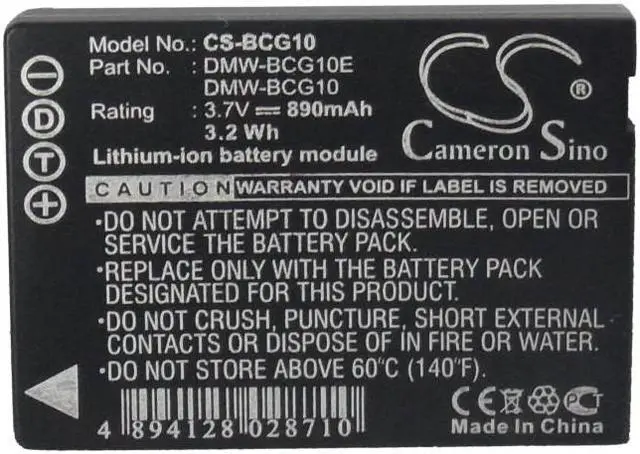 Model No.: CS-BCG10
Part No. : DMW-BCG10E
DMW-BCG10
Rating : 3.7V 890mAh
3.2 Wh
Lithium-ion battery module
CS ®
Cameron Sino
D
T
CAUTION WARRANTY VOID IF LABEL IS REMOVED
•DO NOT ATTEMPT TO DISASSEMBLE, OPEN OR
SERVICE THE BATTERY PACK.
•REPLACE ONLY WITH THE BATTERY PACK
DESIGNATED FOR THIS SYSTEM.
•DO NOT CRUSH, PUNCTURE, SHORT EXTERNAL
CONTACTS OR DISPOSE OF IN FIRE OR WATER.
•DO NOT STORE ABOVE 60°C (140°F).
4 894128 028710
CE PCT
Made In China